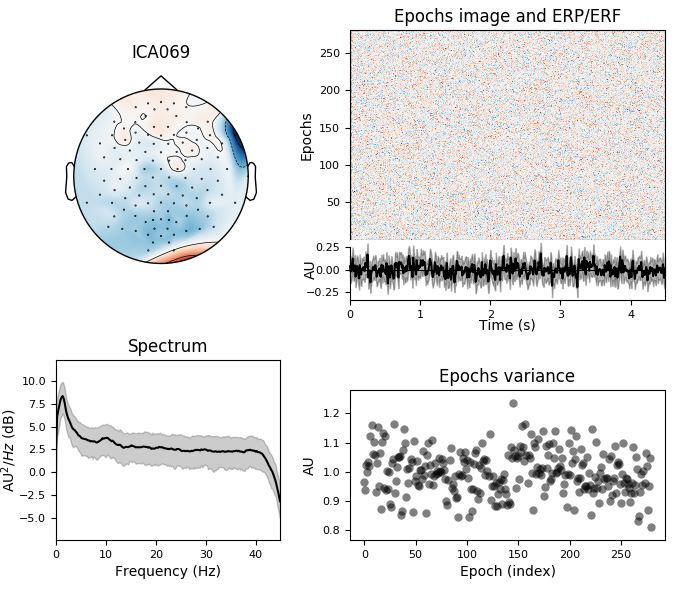 ICA069
Epochs image and ERP/ERF
Epochs
250
200
150
100
50
AU
0.25
0.00
−0.25
0 1 2 3 4
Time (s)
Spectrum
AU²/Hz (dB)
10.0
7.5
5.0
2.5
0.0
−2.5
−5.0
0 10 20 30 40
Frequency (Hz)
Epochs variance
AU
1.2
1.1
1.0
0.9
0.8
0 50 100 150 200 250
Epoch (index)